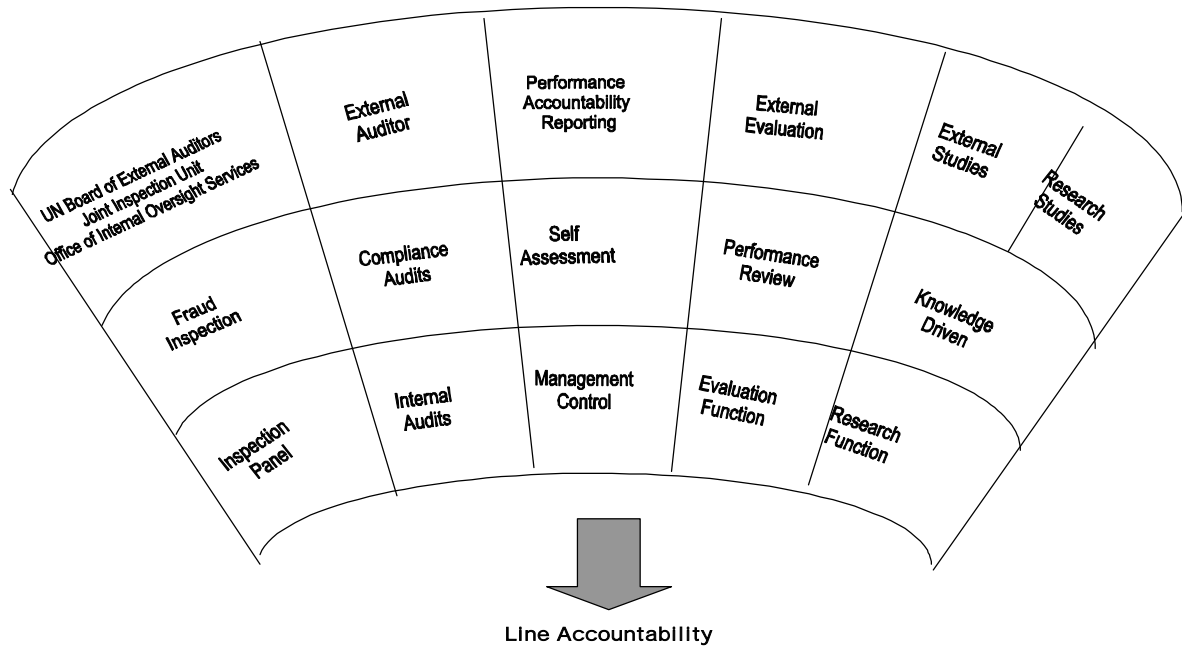 UN Board of External Auditors
Joint Inspection Unit
Office of Internal Oversight Services
External
Auditor
Performance
Accountability
Reporting
External
Evaluation
External
Studies
Research
Studies
Fraud
Inspection
Compliance
Audits
Self
Assessment
Performance
Review
Knowledge
Driven
Inspection
Panel
Internal
Audits
Management
Control
Evaluation
Function
Research
Function
Line Accountability